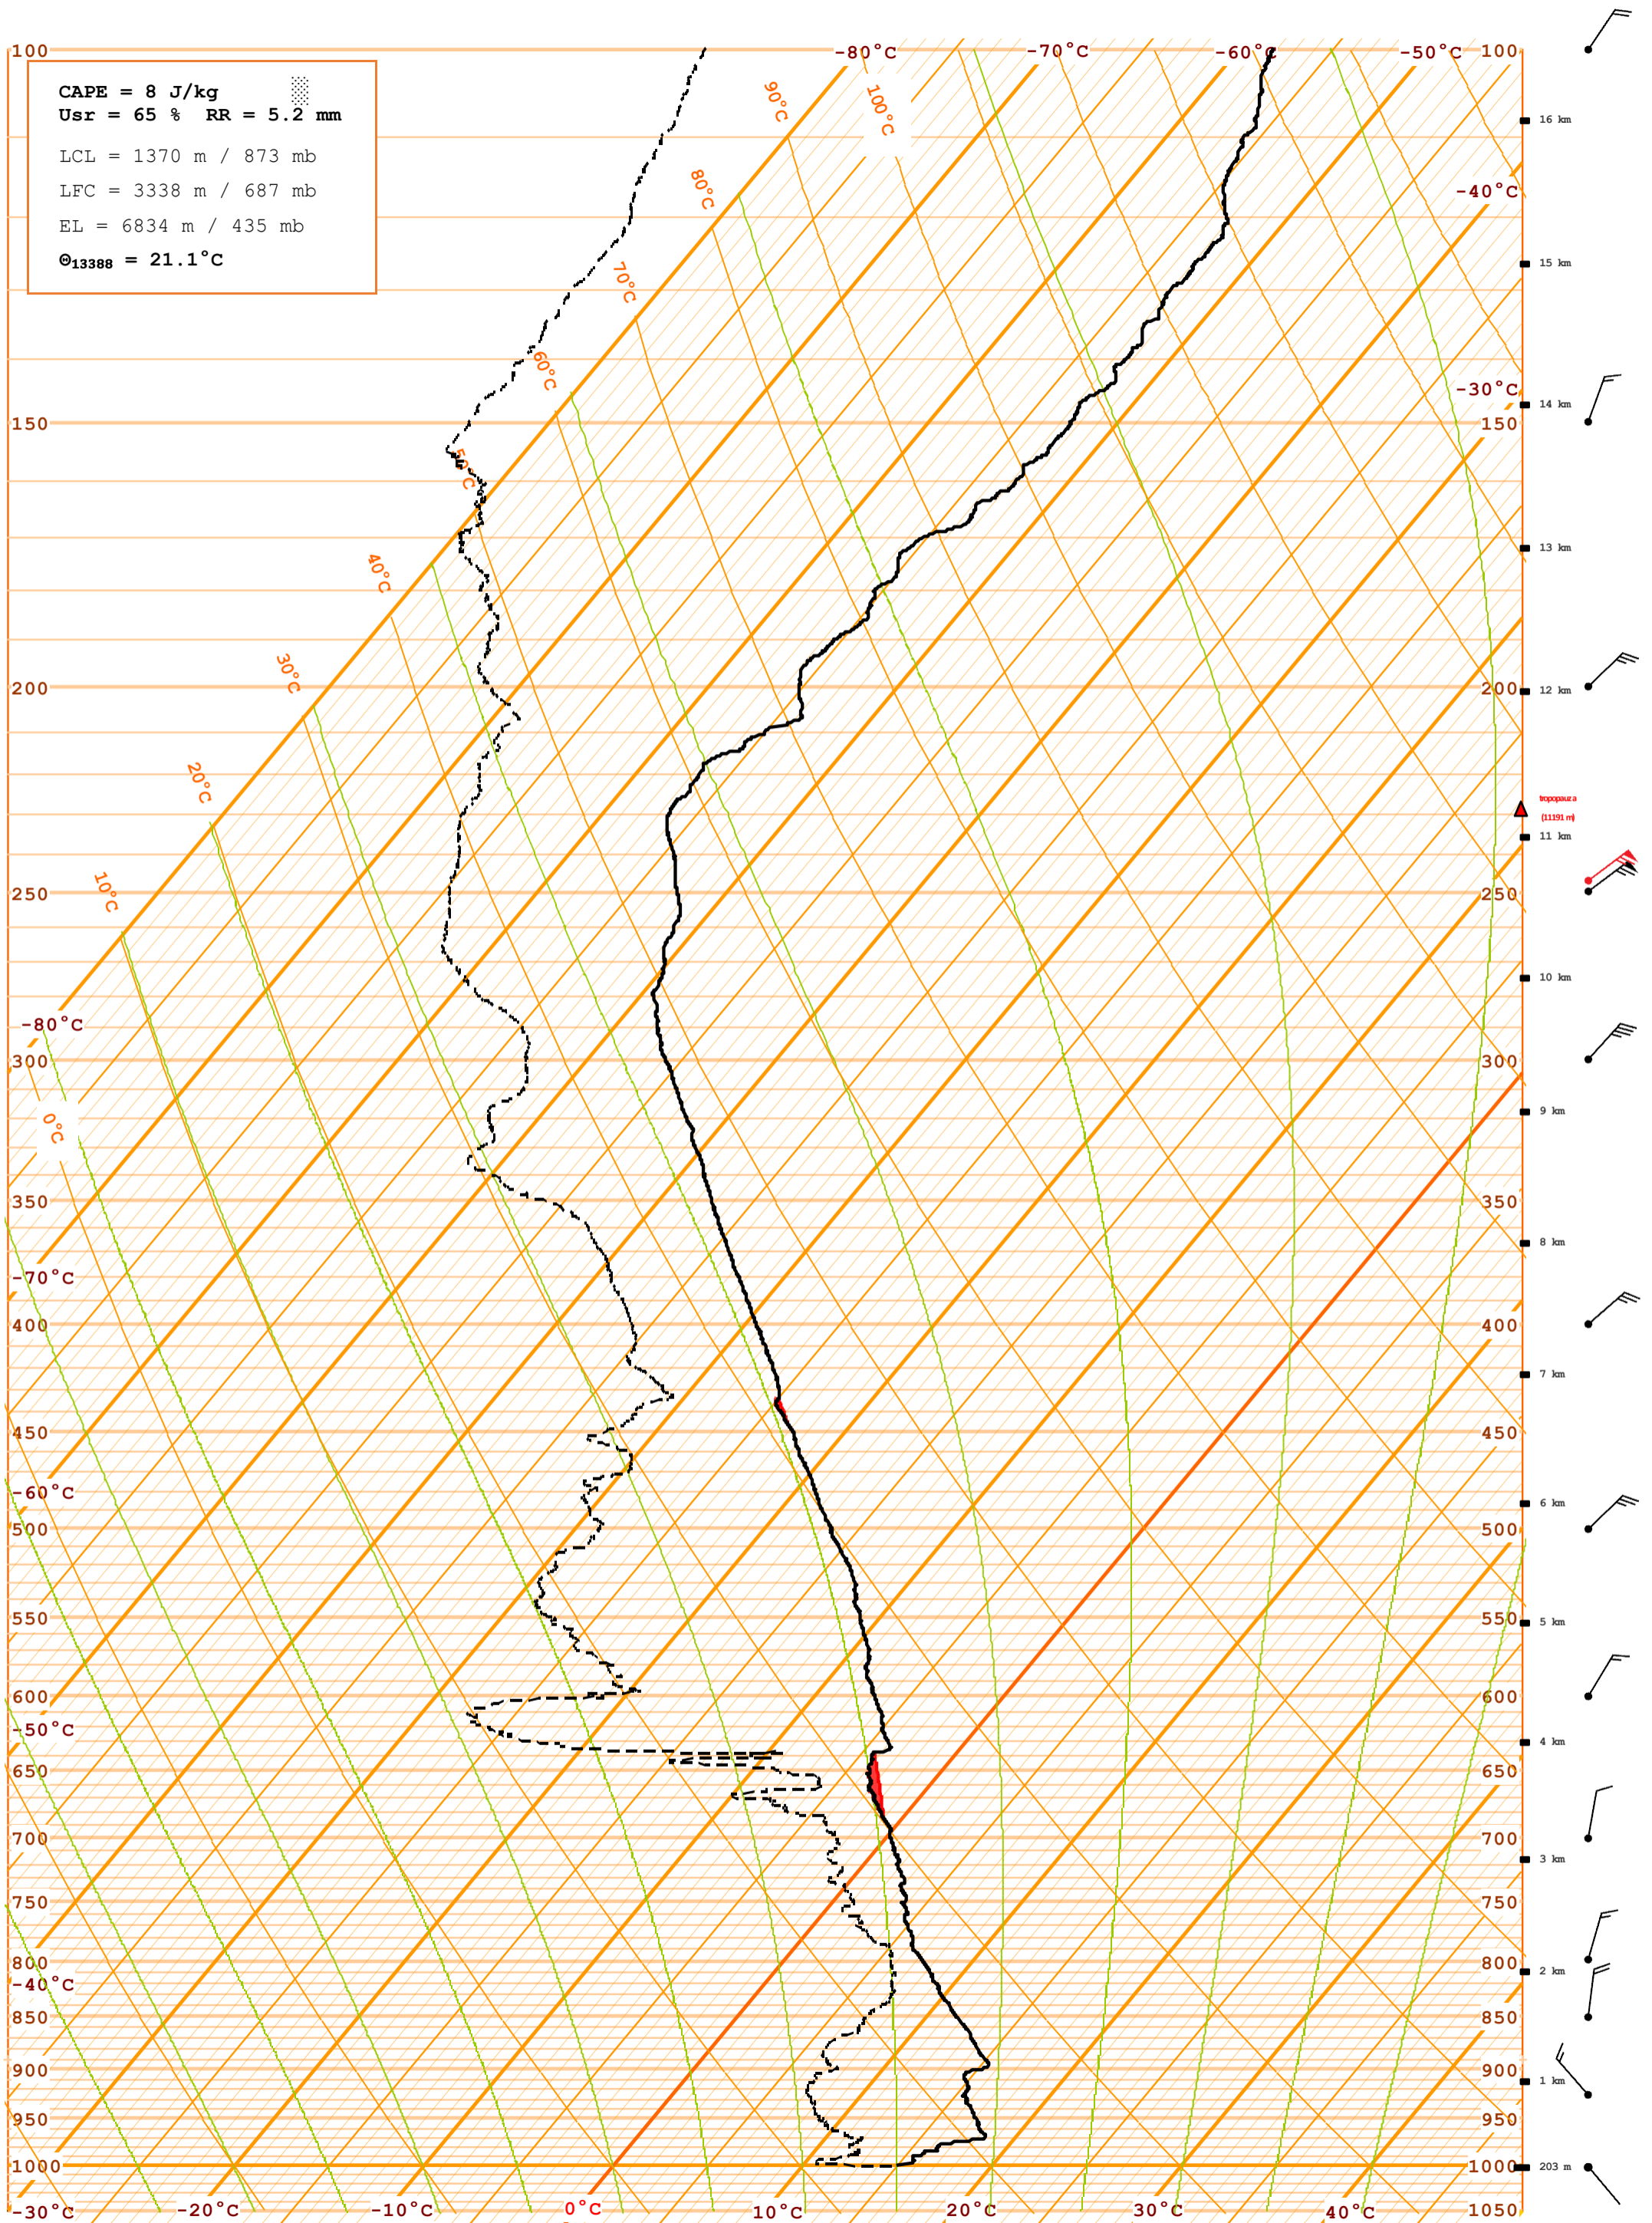 -80°C -70°C -60°C -50°C
100 100
CAPE = 8 J/kg
Usr = 65 % RR = 5.2 mm
LCL = 1370 m / 873 mb
LFC = 3338 m / 687 mb
EL = 6834 m / 435 mb
Θ13388 = 21.1°C
90°C 100°C
16 km
80°C
-40°C
15 km
70°C
60°C
-30°C
14 km
150 150
50°C
13 km
40°C
30°C
200 200
12 km
20°C
tropopauza
(11191 m)
11 km
10°C
250 250
10 km
-80°C
300 300
0°C
9 km
350 350
8 km
-70°C
400 400
7 km
450 450
-60°C
6 km
500 500
550 550
5 km
600 600
-50°C
4 km
650 650
700 700
3 km
750 750
800 800
2 km
-40°C
850 850
900 900
1 km
950 950
1000 1000
203 m
-30°C -20°C -10°C 0°C 10°C 20°C 30°C 40°C 1050